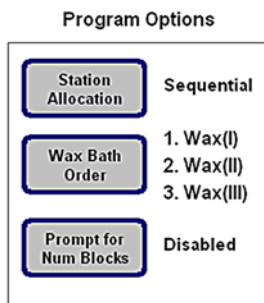 Program Options
Station
Allocation
Sequential
Wax Bath
Order
1. Wax(I)
2. Wax(II)
3. Wax(III)
Prompt for
Num Blocks
Disabled